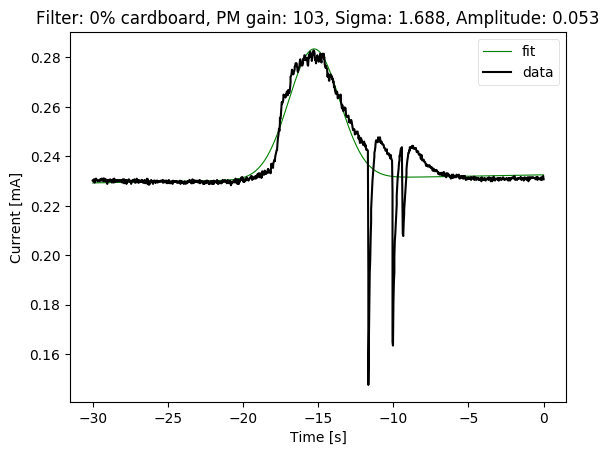 Filter: 0% cardboard, PM gain: 103, Sigma: 1.688, Amplitude: 0.053
fit
data
0.28
0.26
0.24
0.22
0.20
0.18
0.16
Current [mA]
−30
−25
−20
−15
−10
−5
0
Time [s]